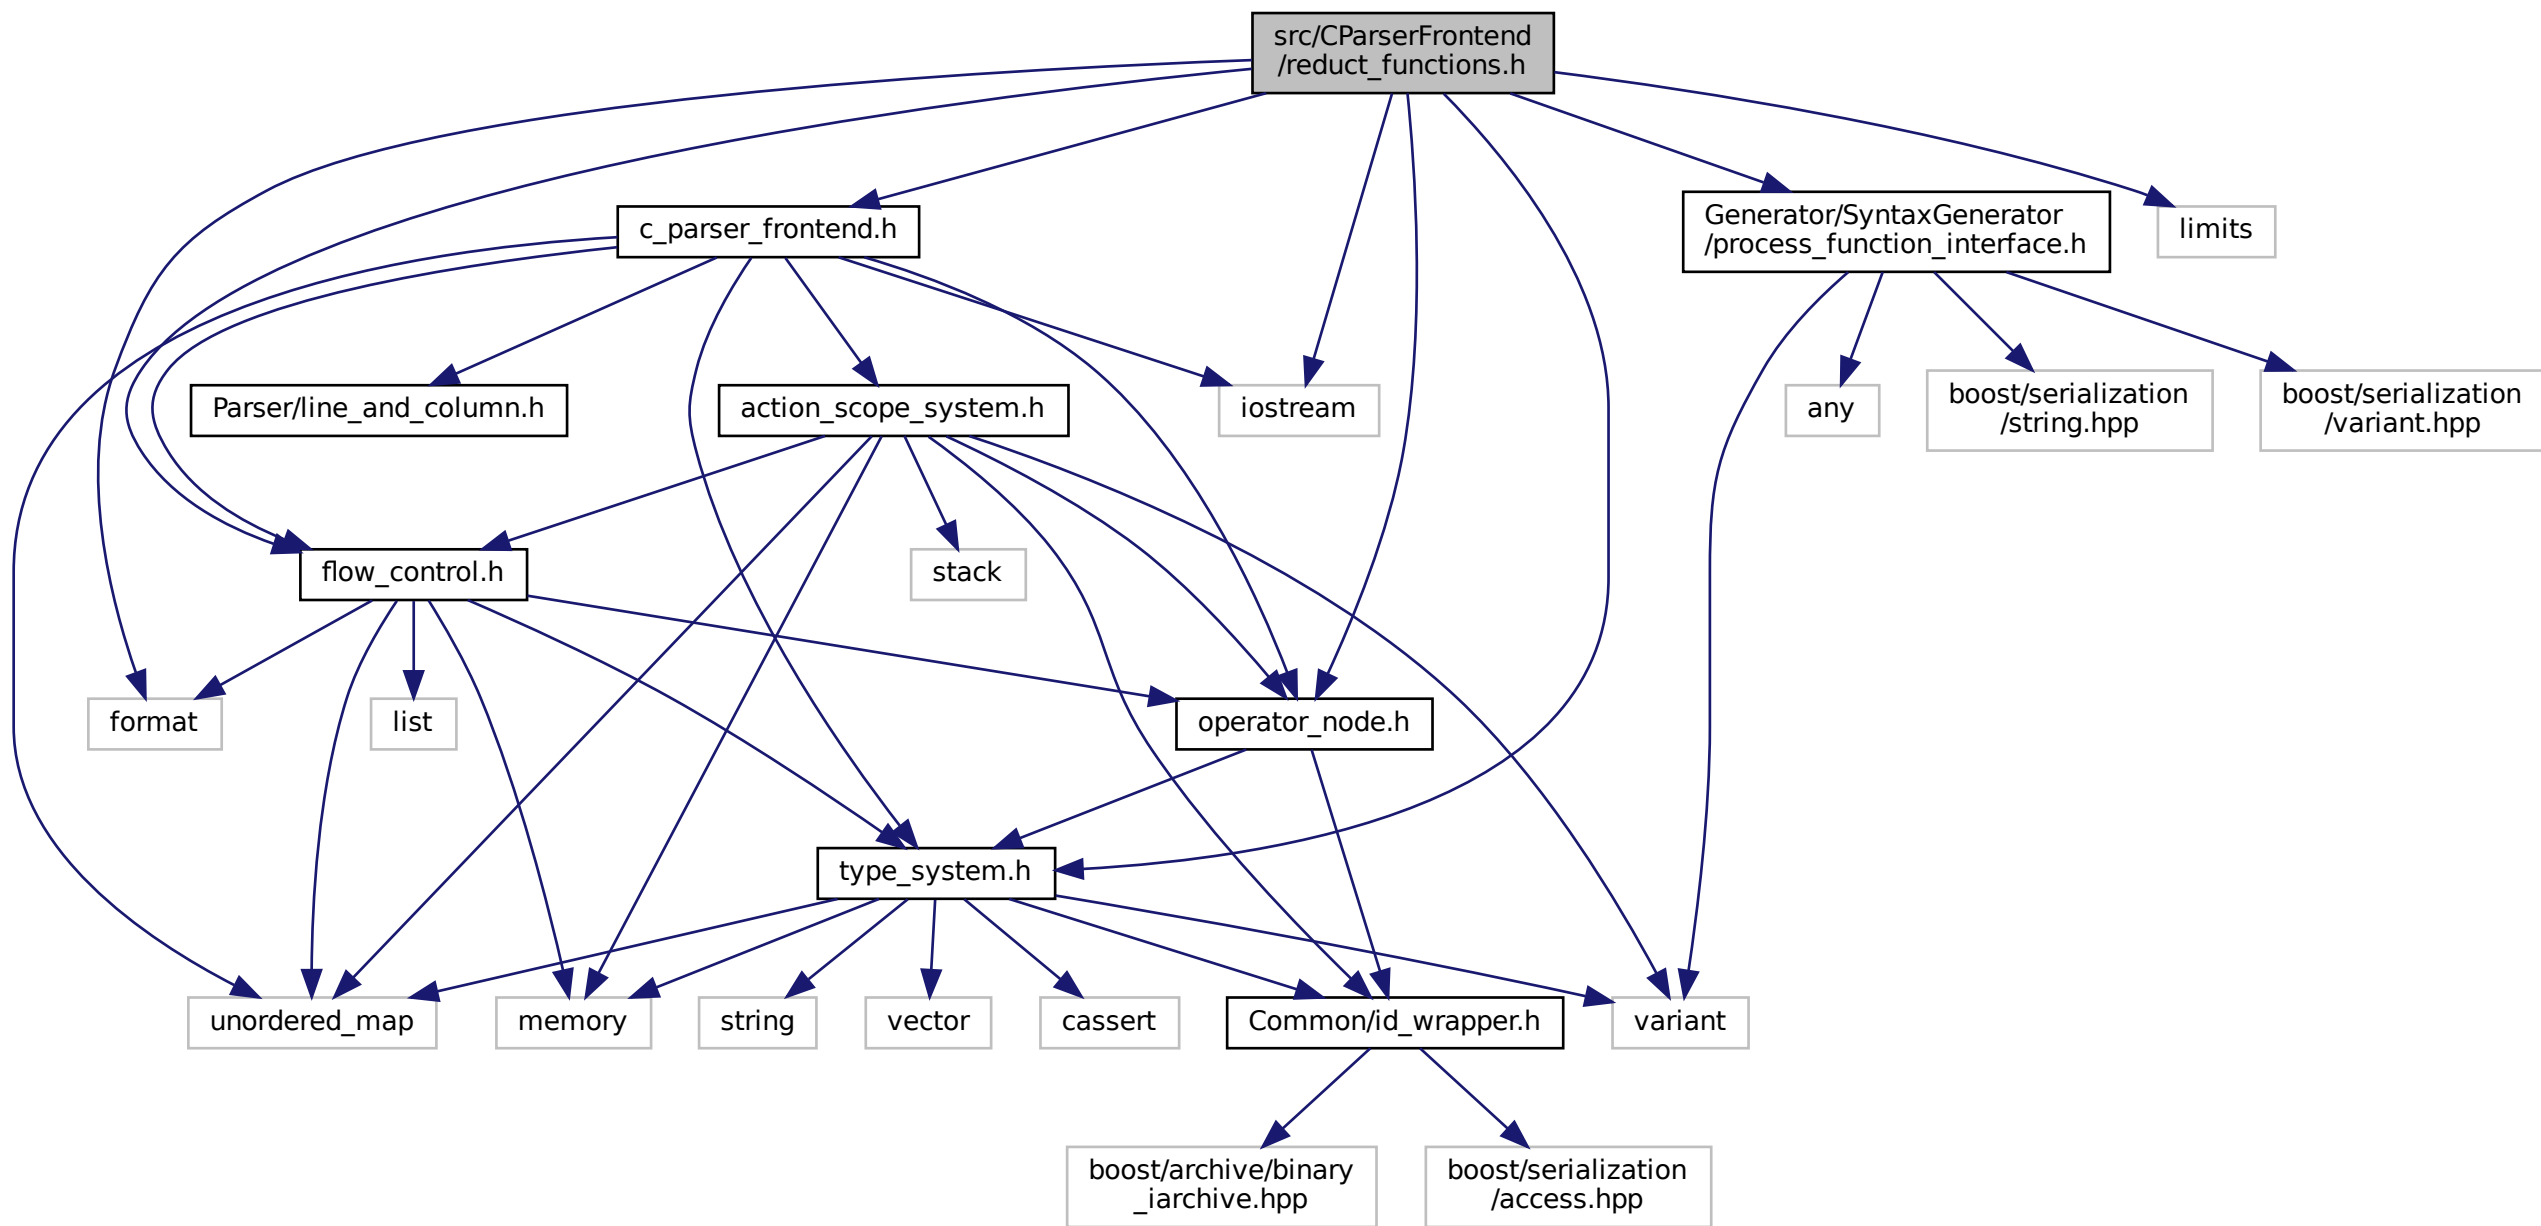 src/CParserFrontend
/reduct_functions.h
c_parser_frontend.h
Generator/SyntaxGenerator
/process_function_interface.h
limits
Parser/line_and_column.h
action_scope_system.h
iostream
any
boost/serialization
/string.hpp
boost/serialization
/variant.hpp
flow_control.h
stack
format
list
operator_node.h
type_system.h
unordered_map
memory
string
vector
cassert
Common/id_wrapper.h
variant
boost/archive/binary
_iarchive.hpp
boost/serialization
/access.hpp